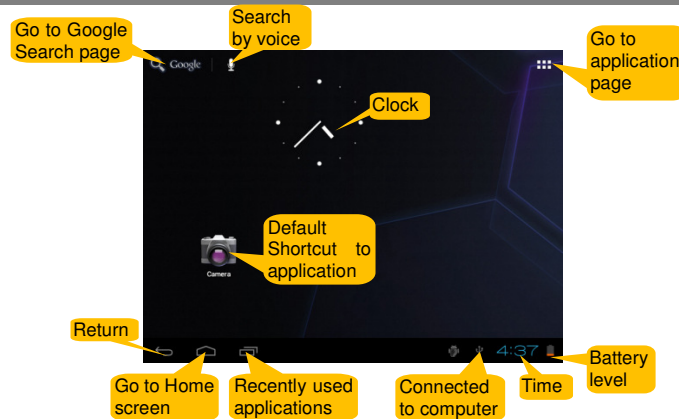 Go to Google
Search page
Search
by voice
Go to
application
page
Google
Clock
Default
Shortcut to
application
Camera
Return
4:37
Battery
level
Go to Home
screen
Recently used
applications
Connected
to computer
Time